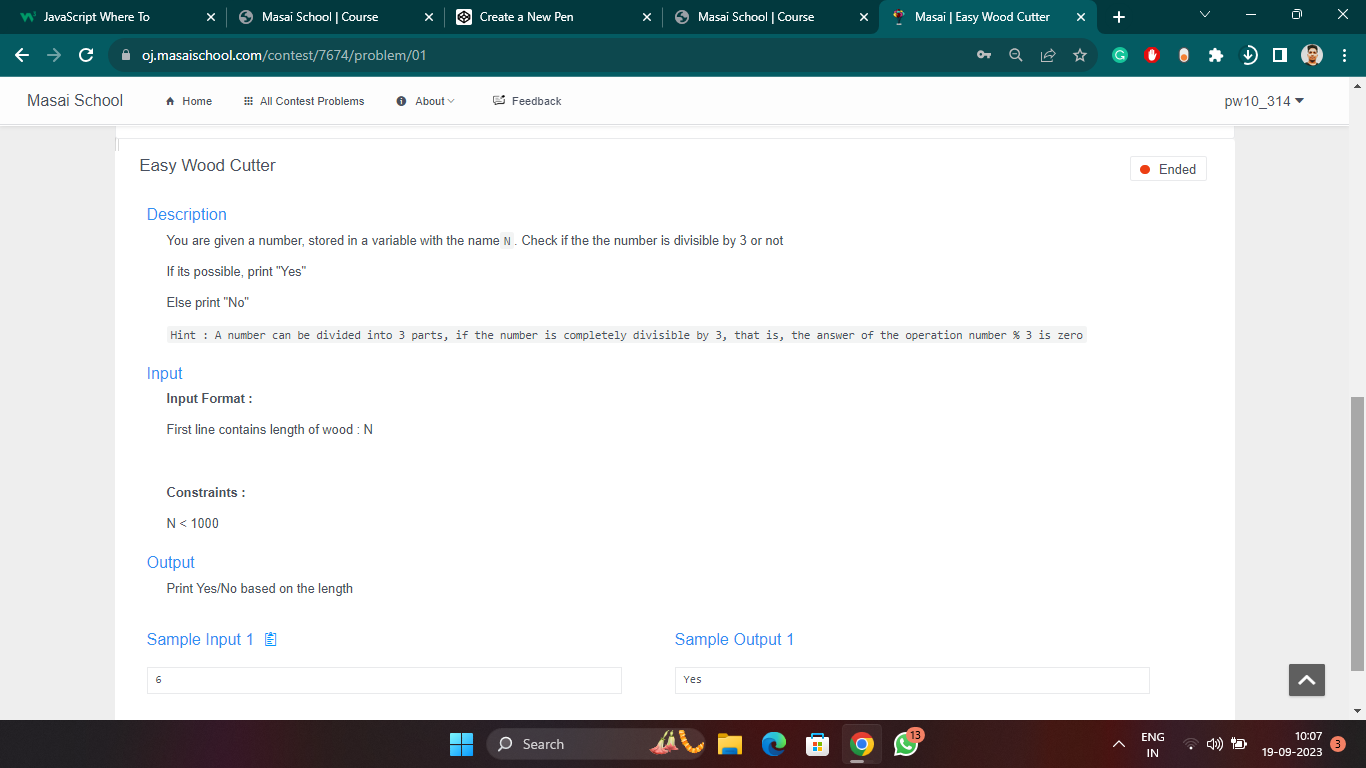 JavaScript Where To
Masai School | Course
Create a New Pen
Masai School | Course
Masai | Easy Wood Cutter
oj.masaischool.com/contest/7674/problem/01
Masai School
Home
All Contest Problems
About
Feedback
pw10_314
Easy Wood Cutter
Ended
Description
You are given a number, stored in a variable with the name N . Check if the the number is divisible by 3 or not
If its possible, print "Yes"
Else print "No"
Hint : A number can be divided into 3 parts, if the number is completely divisible by 3, that is, the answer of the operation number % 3 is zero
Input
Input Format :
First line contains length of wood : N
Constraints :
N < 1000
Output
Print Yes/No based on the length
Sample Input 1
Sample Output 1
6
Yes
Search
13
ENG
IN
10:07
19-09-2023
3